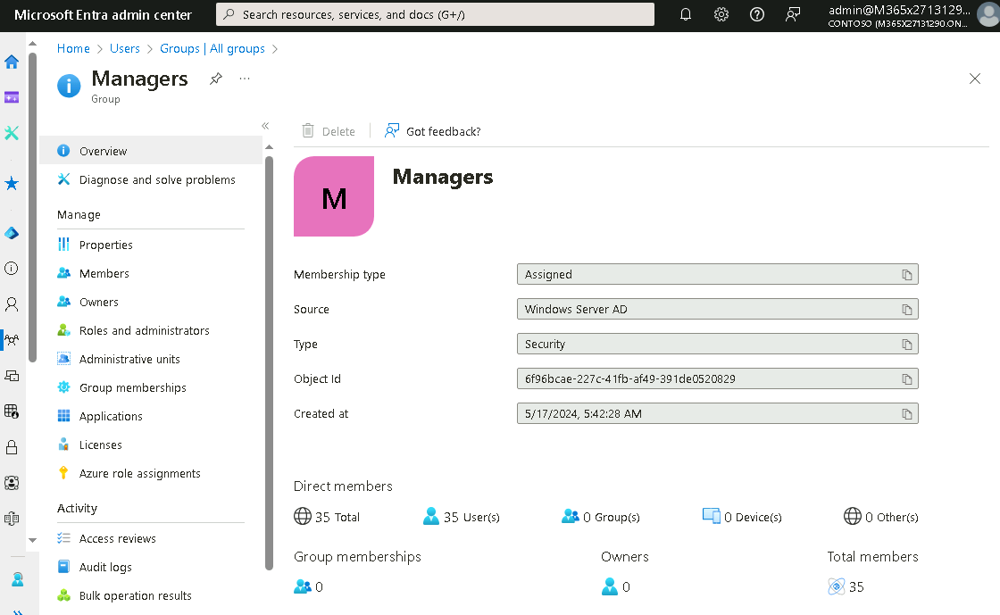 Microsoft Entra admin center
Search resources, services, and docs (G+/)
admin@M365x2713129...
CONTOSO (M365X27131290.ON...
Home > Users > Groups | All groups >
Managers
Group
Delete
Got feedback?
Overview
Diagnose and solve problems
Manage
Properties
Members
Owners
Roles and administrators
Administrative units
Group memberships
Applications
Licenses
Azure role assignments
Activity
Access reviews
Audit logs
Bulk operation results
M
Managers
Membership type Assigned
Source Windows Server AD
Type Security
Object Id 6f96bcae-227c-41fb-af49-391de0520829
Created at 5/17/2024, 5:42:28 AM
Direct members
35 Total 35 User(s) 0 Group(s) 0 Device(s) 0 Other(s)
Group memberships Owners Total members
0 0 35